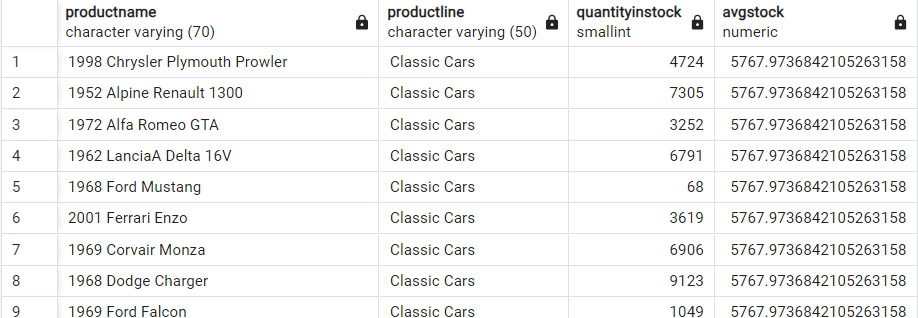 productname productline quantityinstock avgstock
character varying (70) character varying (50) smallint numeric
1 1998 Chrysler Plymouth Prowler Classic Cars 4724 5767.9736842105263158
2 1952 Alpine Renault 1300 Classic Cars 7305 5767.9736842105263158
3 1972 Alfa Romeo GTA Classic Cars 3252 5767.9736842105263158
4 1962 LanciaA Delta 16V Classic Cars 6791 5767.9736842105263158
5 1968 Ford Mustang Classic Cars 68 5767.9736842105263158
6 2001 Ferrari Enzo Classic Cars 3619 5767.9736842105263158
7 1969 Corvair Monza Classic Cars 6906 5767.9736842105263158
8 1968 Dodge Charger Classic Cars 9123 5767.9736842105263158
9 1969 Ford Falcon Classic Cars 1049 5767.9736842105263158